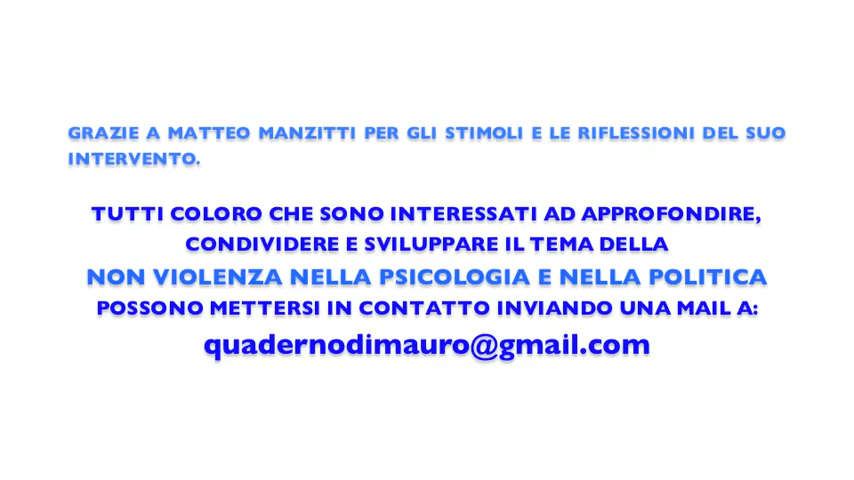 GRAZIE A MATTEO MANZITTI PER GLI STIMOLI E LE RIFLESSIONI DEL SUO
INTERVENTO.
TUTTI COLORO CHE SONO INTERESSATI AD APPROFONDIRE,
CONDIVIDERE E SVILUPPARE IL TEMA DELLA
NON VIOLENZA NELLA PSICOLOGIA E NELLA POLITICA
POSSONO METTERSI IN CONTATTO INVIANDO UNA MAIL A:
quadernodimauro@gmail.com